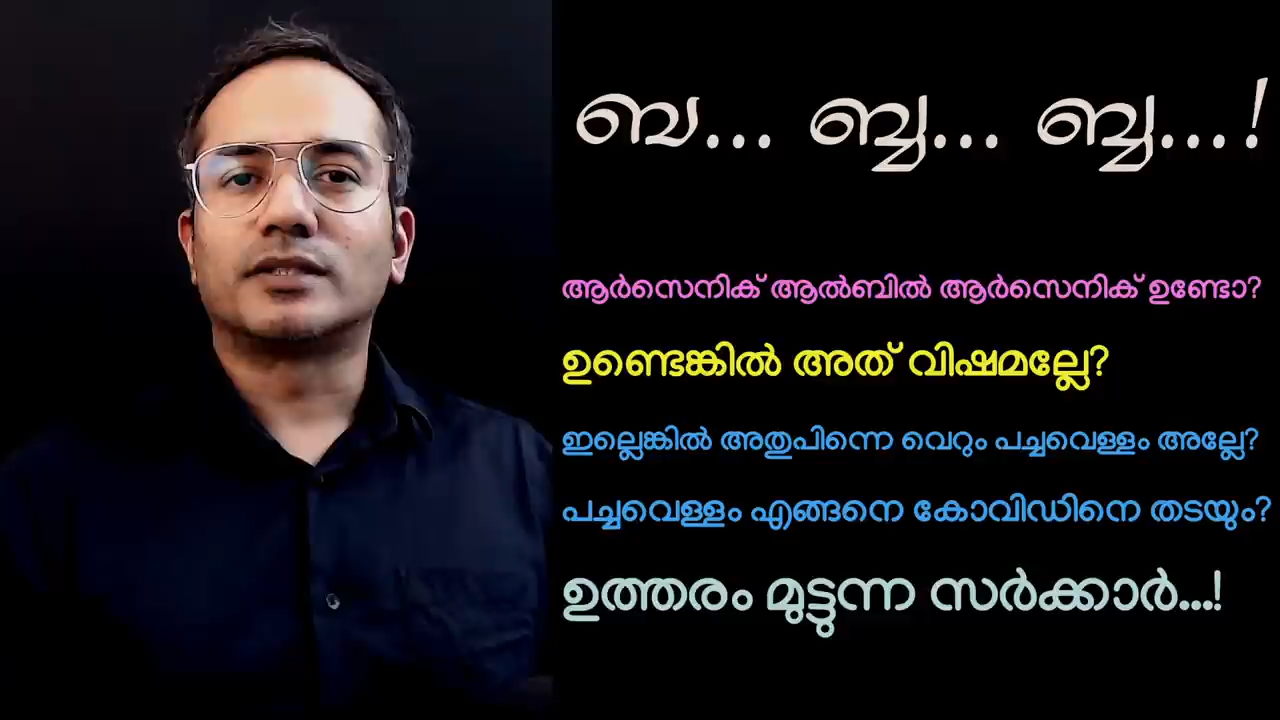 ബ... ബ്ബ... ബ്ബ...!
ആർസെനിക് ആൽബിൽ ആർസെനിക് ഉണ്ടോ?
ഉണ്ടെങ്കിൽ അത് വിഷമല്ലേ?
ഇല്ലെങ്കിൽ അതുപിന്നെ വെറും പച്ചവെള്ളം അല്ലേ?
പച്ചവെള്ളം എങ്ങനെ കോവിഡിനെ തടയും?
ഉത്തരം മുട്ടുന്ന സർക്കാർ...!